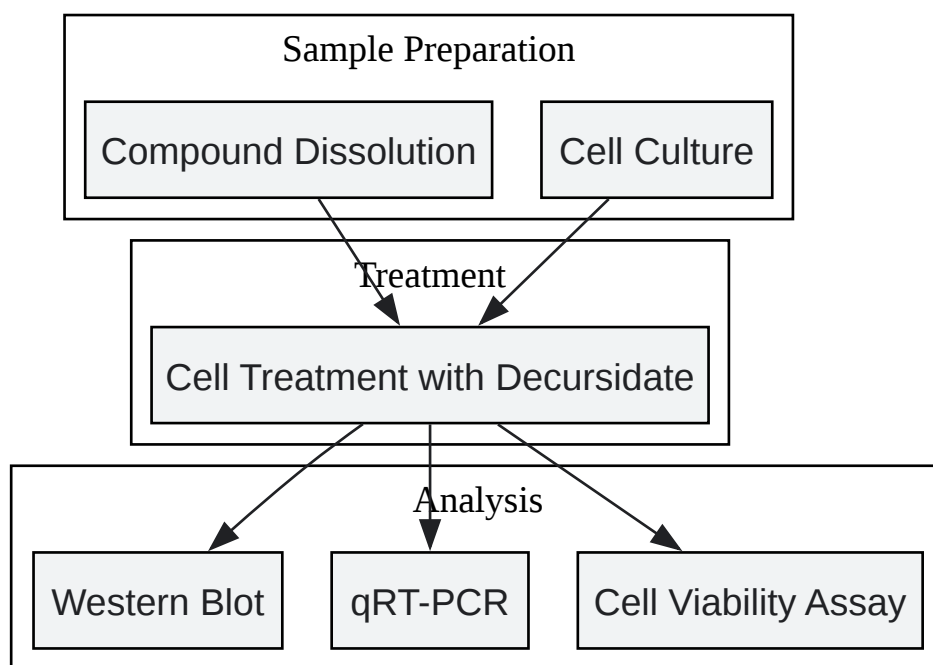 Sample Preparation
Compound Dissolution
Cell Culture
Treatment
Cell Treatment with Decursidate
Analysis
Western Blot
qRT-PCR
Cell Viability Assay